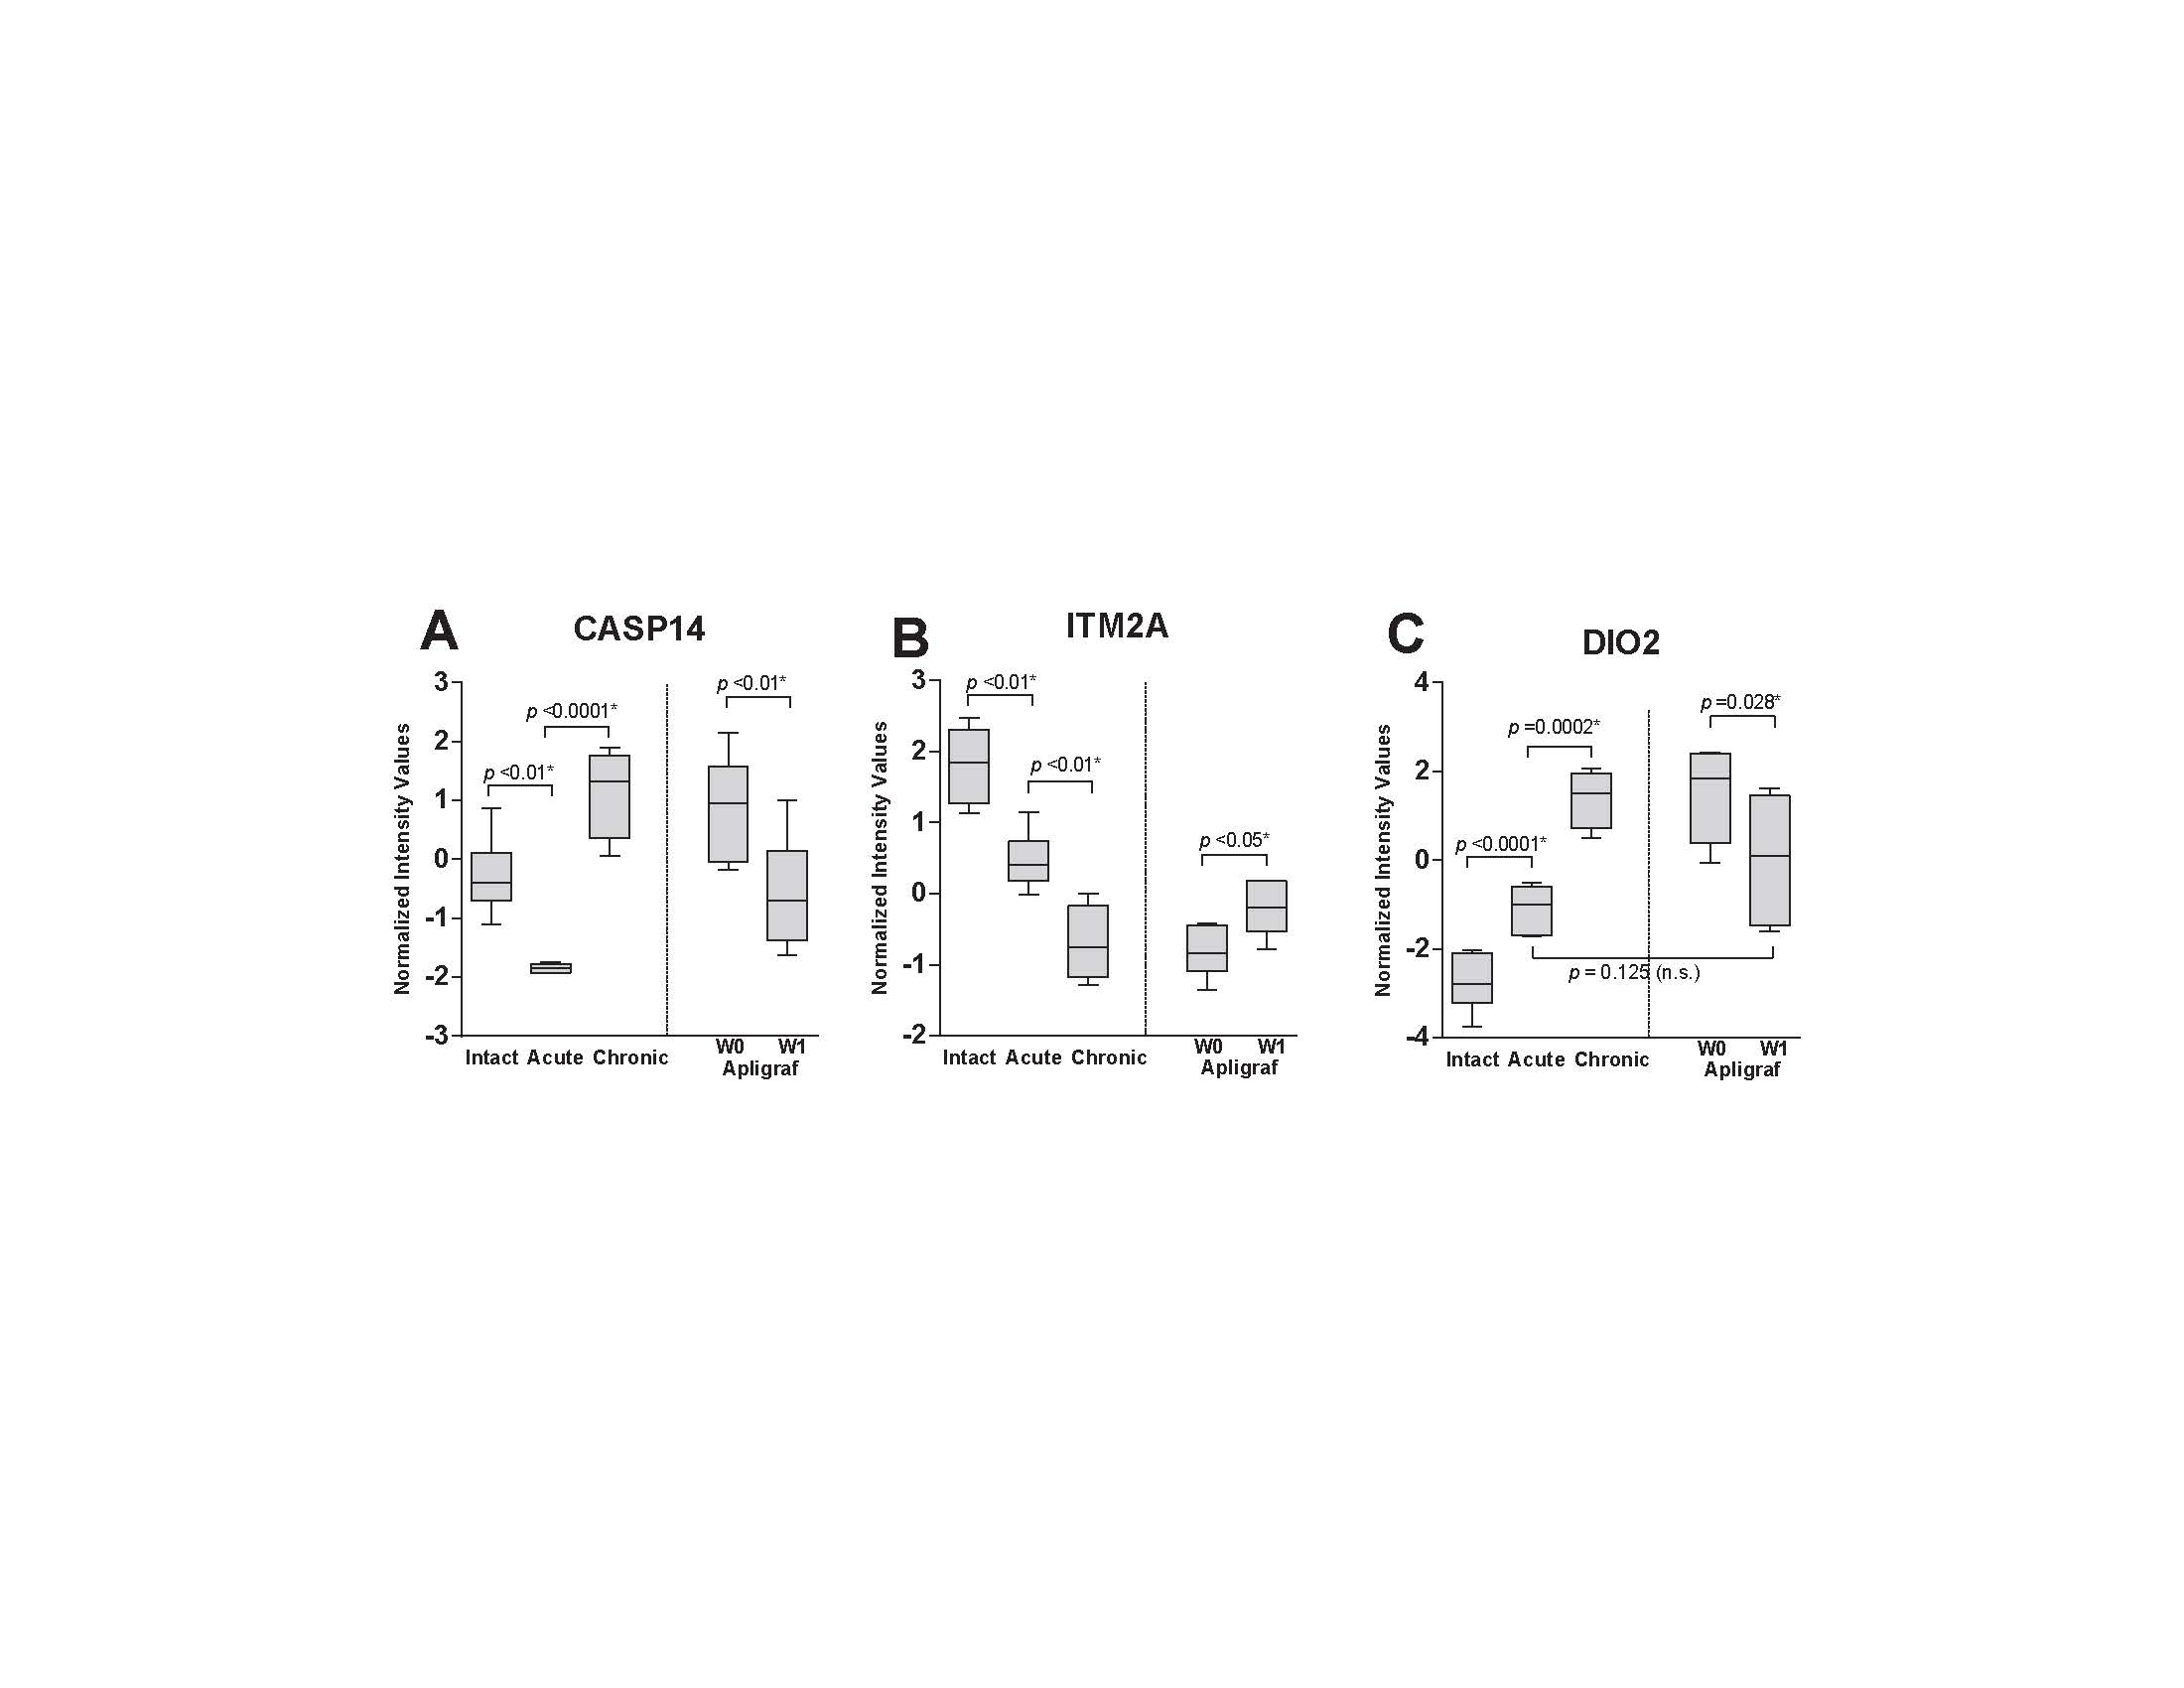 A
CASP14
Normalized Intensity Values
3
2
1
0
-1
-2
-3
p <0.01*
p <0.0001*
p <0.01*
Intact Acute Chronic
W0 W1
Apligraf
B
ITM2A
Normalized Intensity Values
3
2
1
0
-1
-2
p <0.01*
p <0.01*
p <0.05*
Intact Acute Chronic
W0 W1
Apligraf
C
DIO2
Normalized Intensity Values
4
2
0
-2
-4
p <0.0001*
p =0.0002*
p =0.028*
p = 0.125 (n.s.)
Intact Acute Chronic
W0 W1
Apligraf